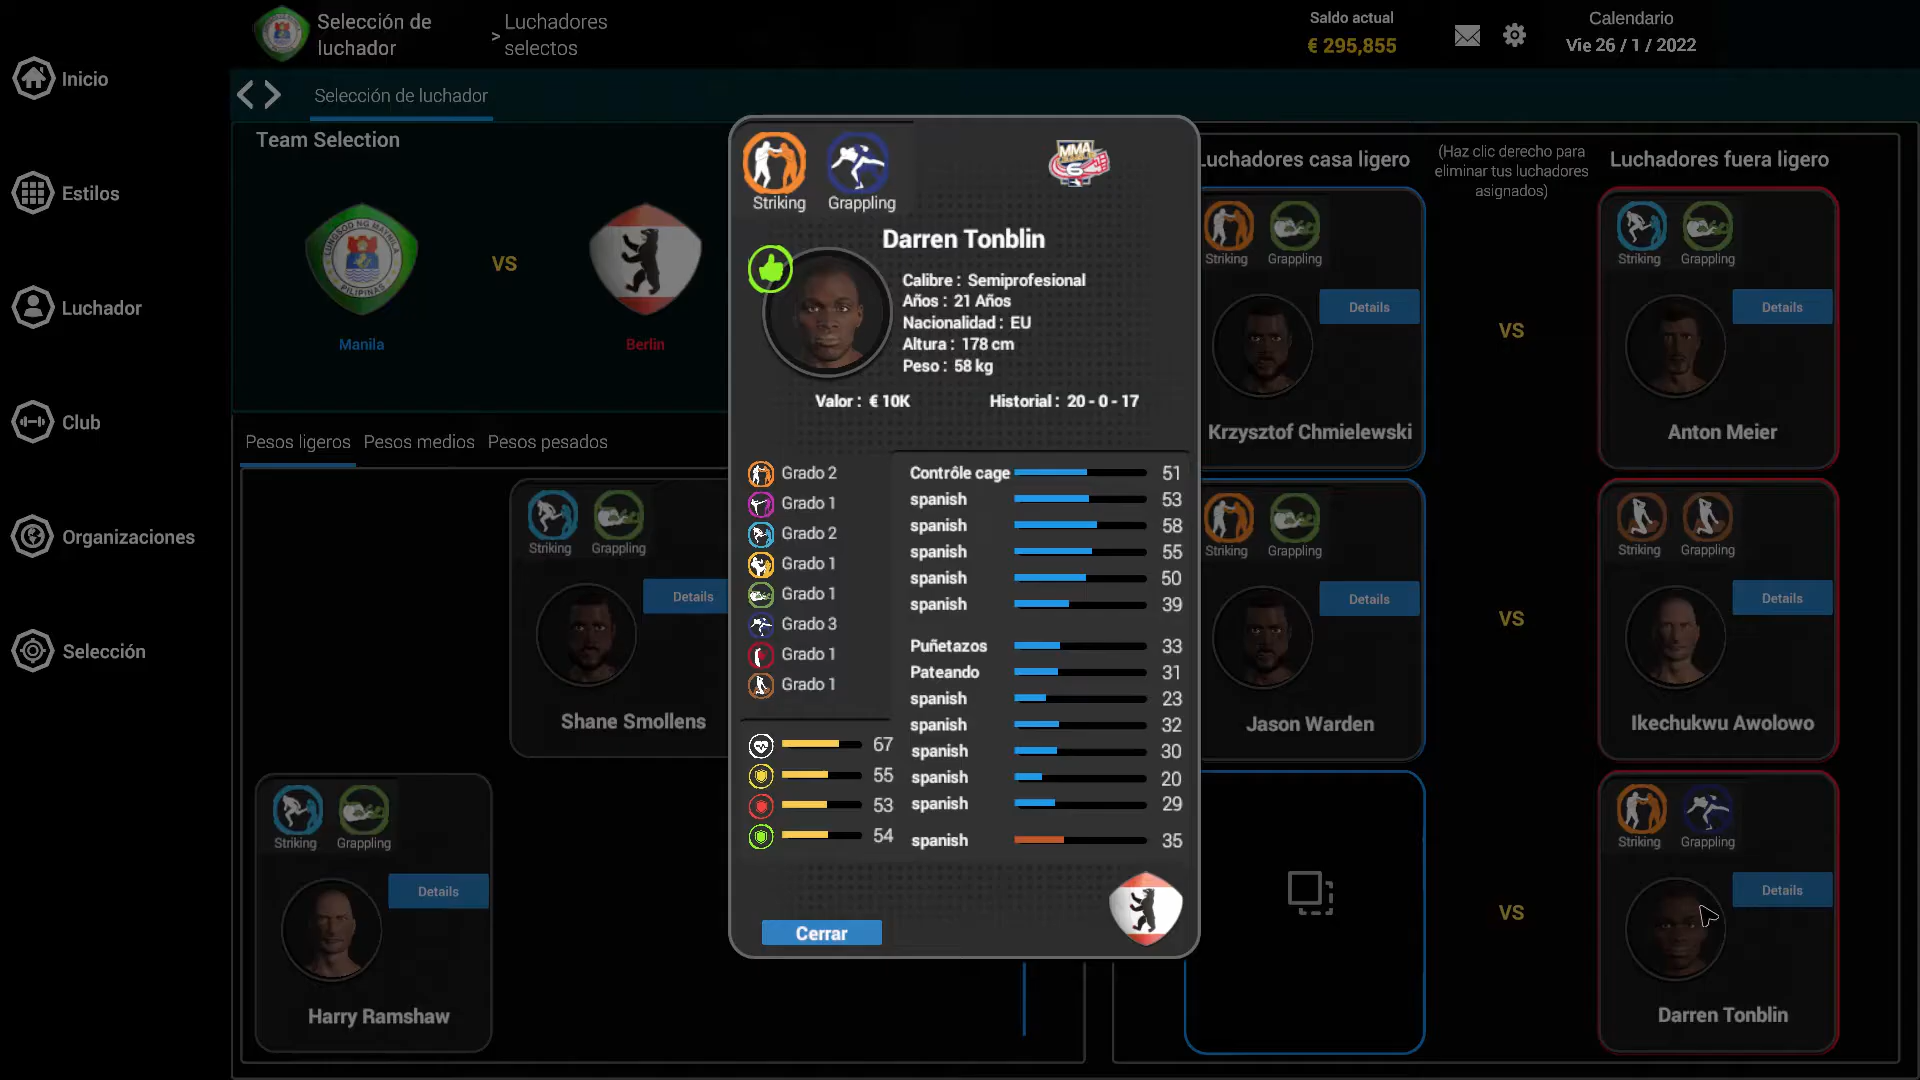 Selección de
luchador
>
Luchadores
selectos
Saldo actual
€ 295,855
Calendario
Vie 26 / 1 / 2022
Inicio
Estilos
Luchador
Club
Organizaciones
Selección
Selección de luchador
Team Selection
LUNGSOD NG MAYNILA
PILIPINAS
VS
Manila
Berlin
Pesos ligeros
Pesos medios
Pesos pesados
Striking
Grappling
Details
Shane Smollens
Striking
Grappling
Details
Harry Ramshaw
Striking
Grappling
MMA
6
Darren Tonblin
Calibre : Semiprofesional
Años : 21 Años
Nacionalidad : EU
Altura : 178 cm
Peso : 58 kg
Valor : € 10K
Historial : 20 - 0 - 17
Grado 2
Grado 1
Grado 2
Grado 1
Grado 1
Grado 3
Grado 1
Grado 1
67
55
53
54
Contrôle cage 51
spanish 53
spanish 58
spanish 55
spanish 50
spanish 39
Puñetazos 33
Pateando 31
spanish 23
spanish 32
spanish 30
spanish 20
spanish 29
spanish 35
Cerrar
Luchadores casa ligero
(Haz clic derecho para
eliminar tus luchadores
asignados)
Luchadores fuera ligero
Striking
Grappling
Details
Krzysztof Chmielewski
VS
Striking
Grappling
Details
Anton Meier
Striking
Grappling
Details
Jason Warden
VS
Striking
Grappling
Details
Ikechukwu Awolowo
VS
Striking
Grappling
Details
Darren Tonblin